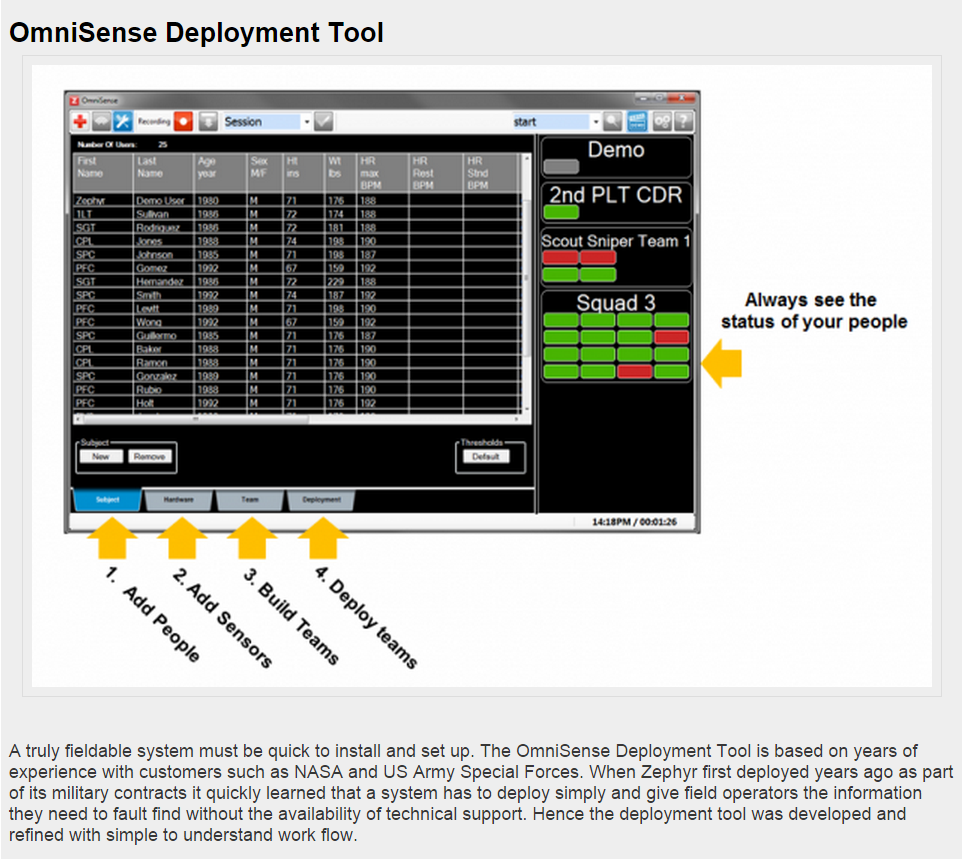 OmniSense Deployment Tool
OmniSense
Recording Session start
Number Of Users: 25
First Name Last Name Age year Sex M/F Ht ins Wt lbs HR max BPM HR Rest BPM HR Stnd BPM
Zephyr Demo User 1980 M 71 176 188
1LT Sullivan 1986 M 72 174 188
SGT Rodriguez 1986 M 72 181 188
CPL Jones 1988 M 74 198 190
SPC Johnson 1985 M 71 198 187
PFC Gomez 1992 M 67 159 192
SGT Hernandez 1986 M 72 229 188
SPC Smith 1992 M 74 187 192
PFC Levitt 1989 M 71 198 190
PFC Wong 1992 M 67 159 192
SPC Guillermo 1985 M 71 176 187
CPL Baker 1988 M 71 176 190
CPL Ramon 1988 M 71 176 190
SPC Gonzalez 1989 M 71 176 190
PFC Rubio 1988 M 71 176 190
PFC Holt 1992 M 71 176 192
Subject
New Remove
Thresholds
Default
Subject Hardware Team Deployment
14:18PM / 00:01:26
Demo
2nd PLT CDR
Scout Sniper Team 1
Squad 3
Always see the
status of your people
1. Add People
2. Add Sensors
3. Build Teams
4. Deploy teams
A truly fieldable system must be quick to install and set up. The OmniSense Deployment Tool is based on years of
experience with customers such as NASA and US Army Special Forces. When Zephyr first deployed years ago as part
of its military contracts it quickly learned that a system has to deploy simply and give field operators the information
they need to fault find without the availability of technical support. Hence the deployment tool was developed and
refined with simple to understand work flow.